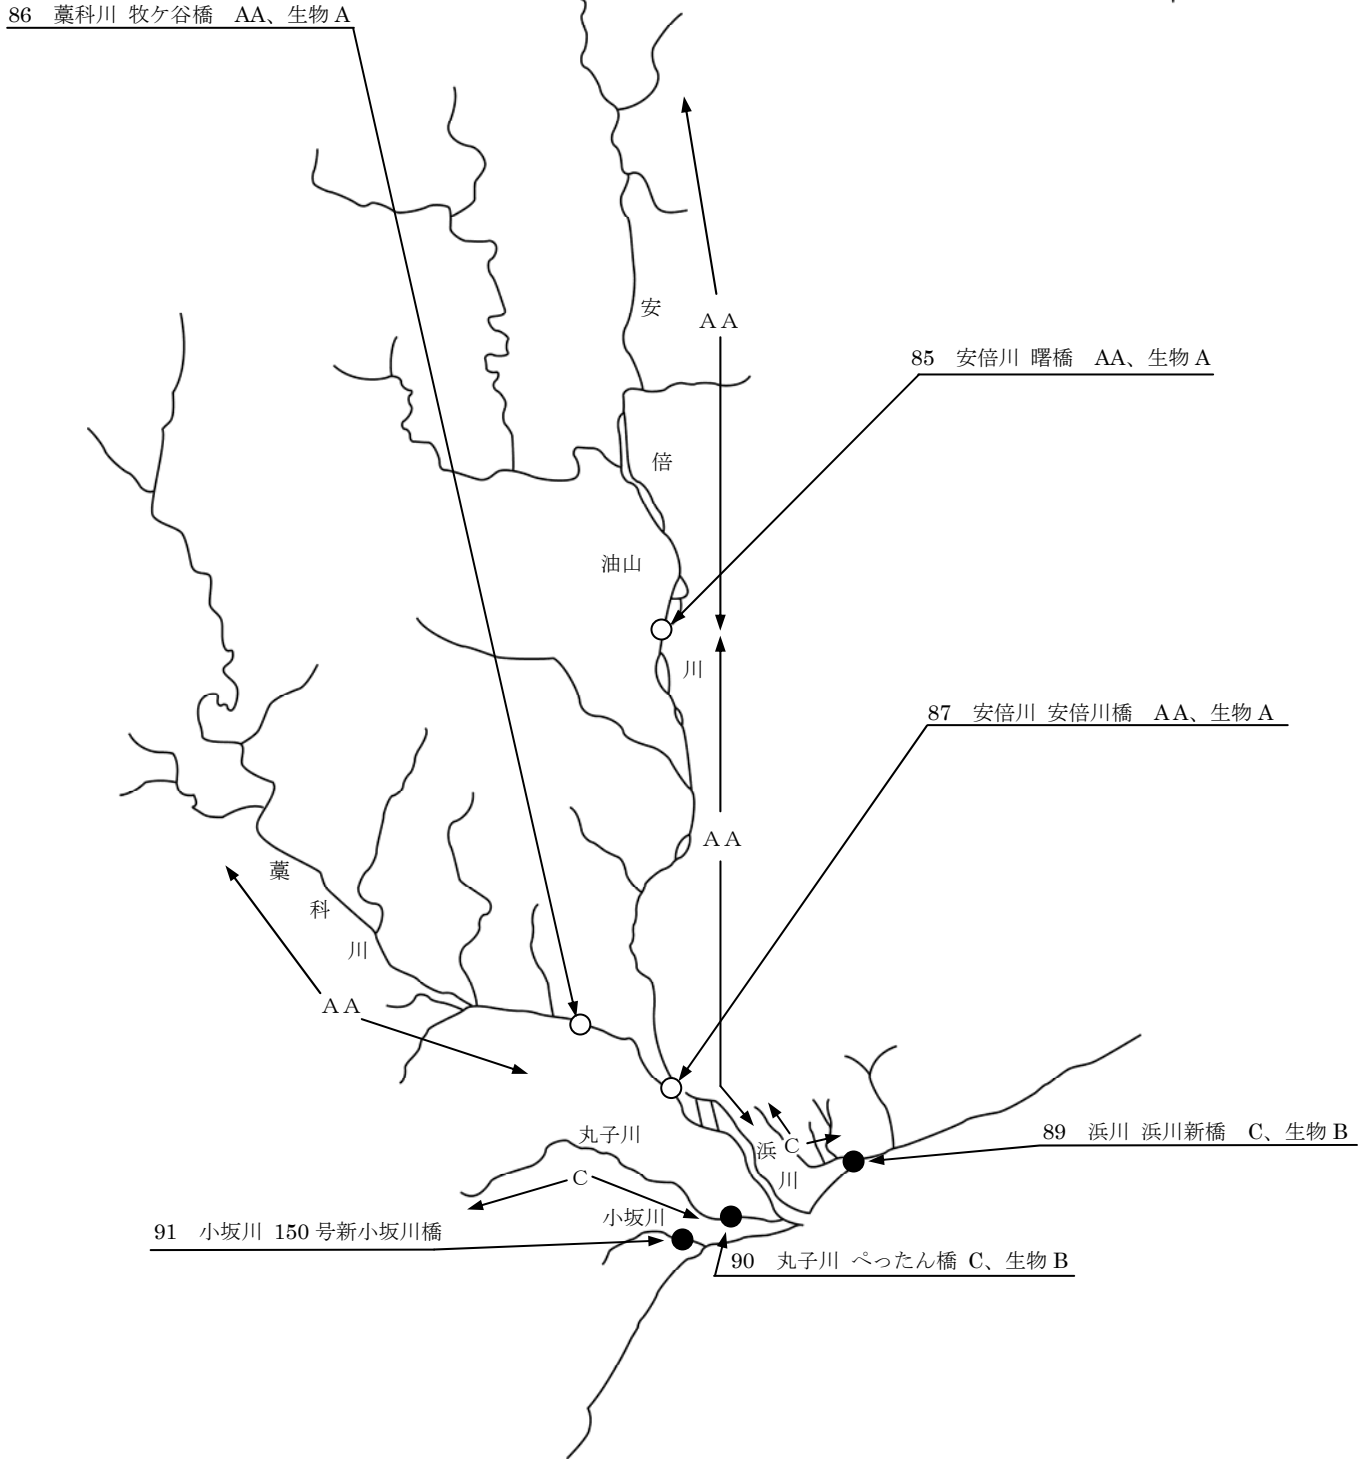 86 藁科川 牧ケ谷橋 AA、生物 A
安
AA
85 安倍川 曙橋 AA、生物 A
倍
油山
川
87 安倍川 安倍川橋 AA、生物 A
AA
藁
科
川
AA
丸子川
浜
C
89 浜川 浜川新橋 C、生物 B
川
C
小坂川
91 小坂川 150 号新小坂川橋
90 丸子川 ぺったん橋 C、生物 B